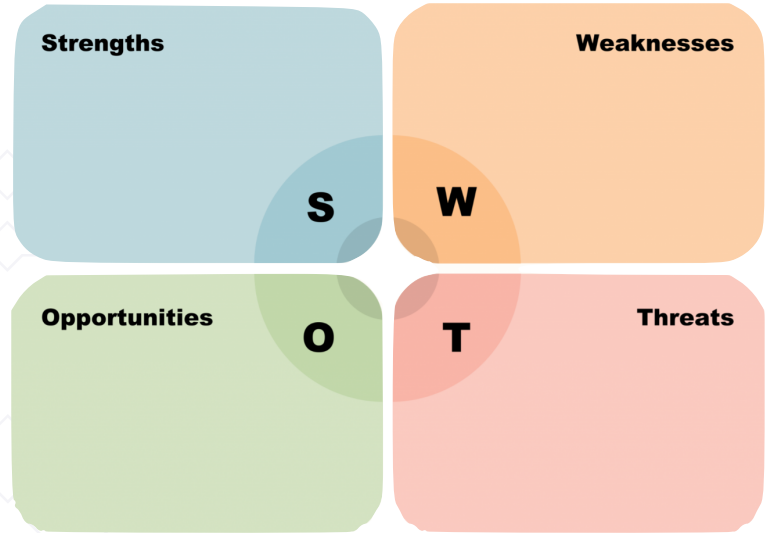 Strengths
Weaknesses
S
W
Opportunities
Threats
O
T